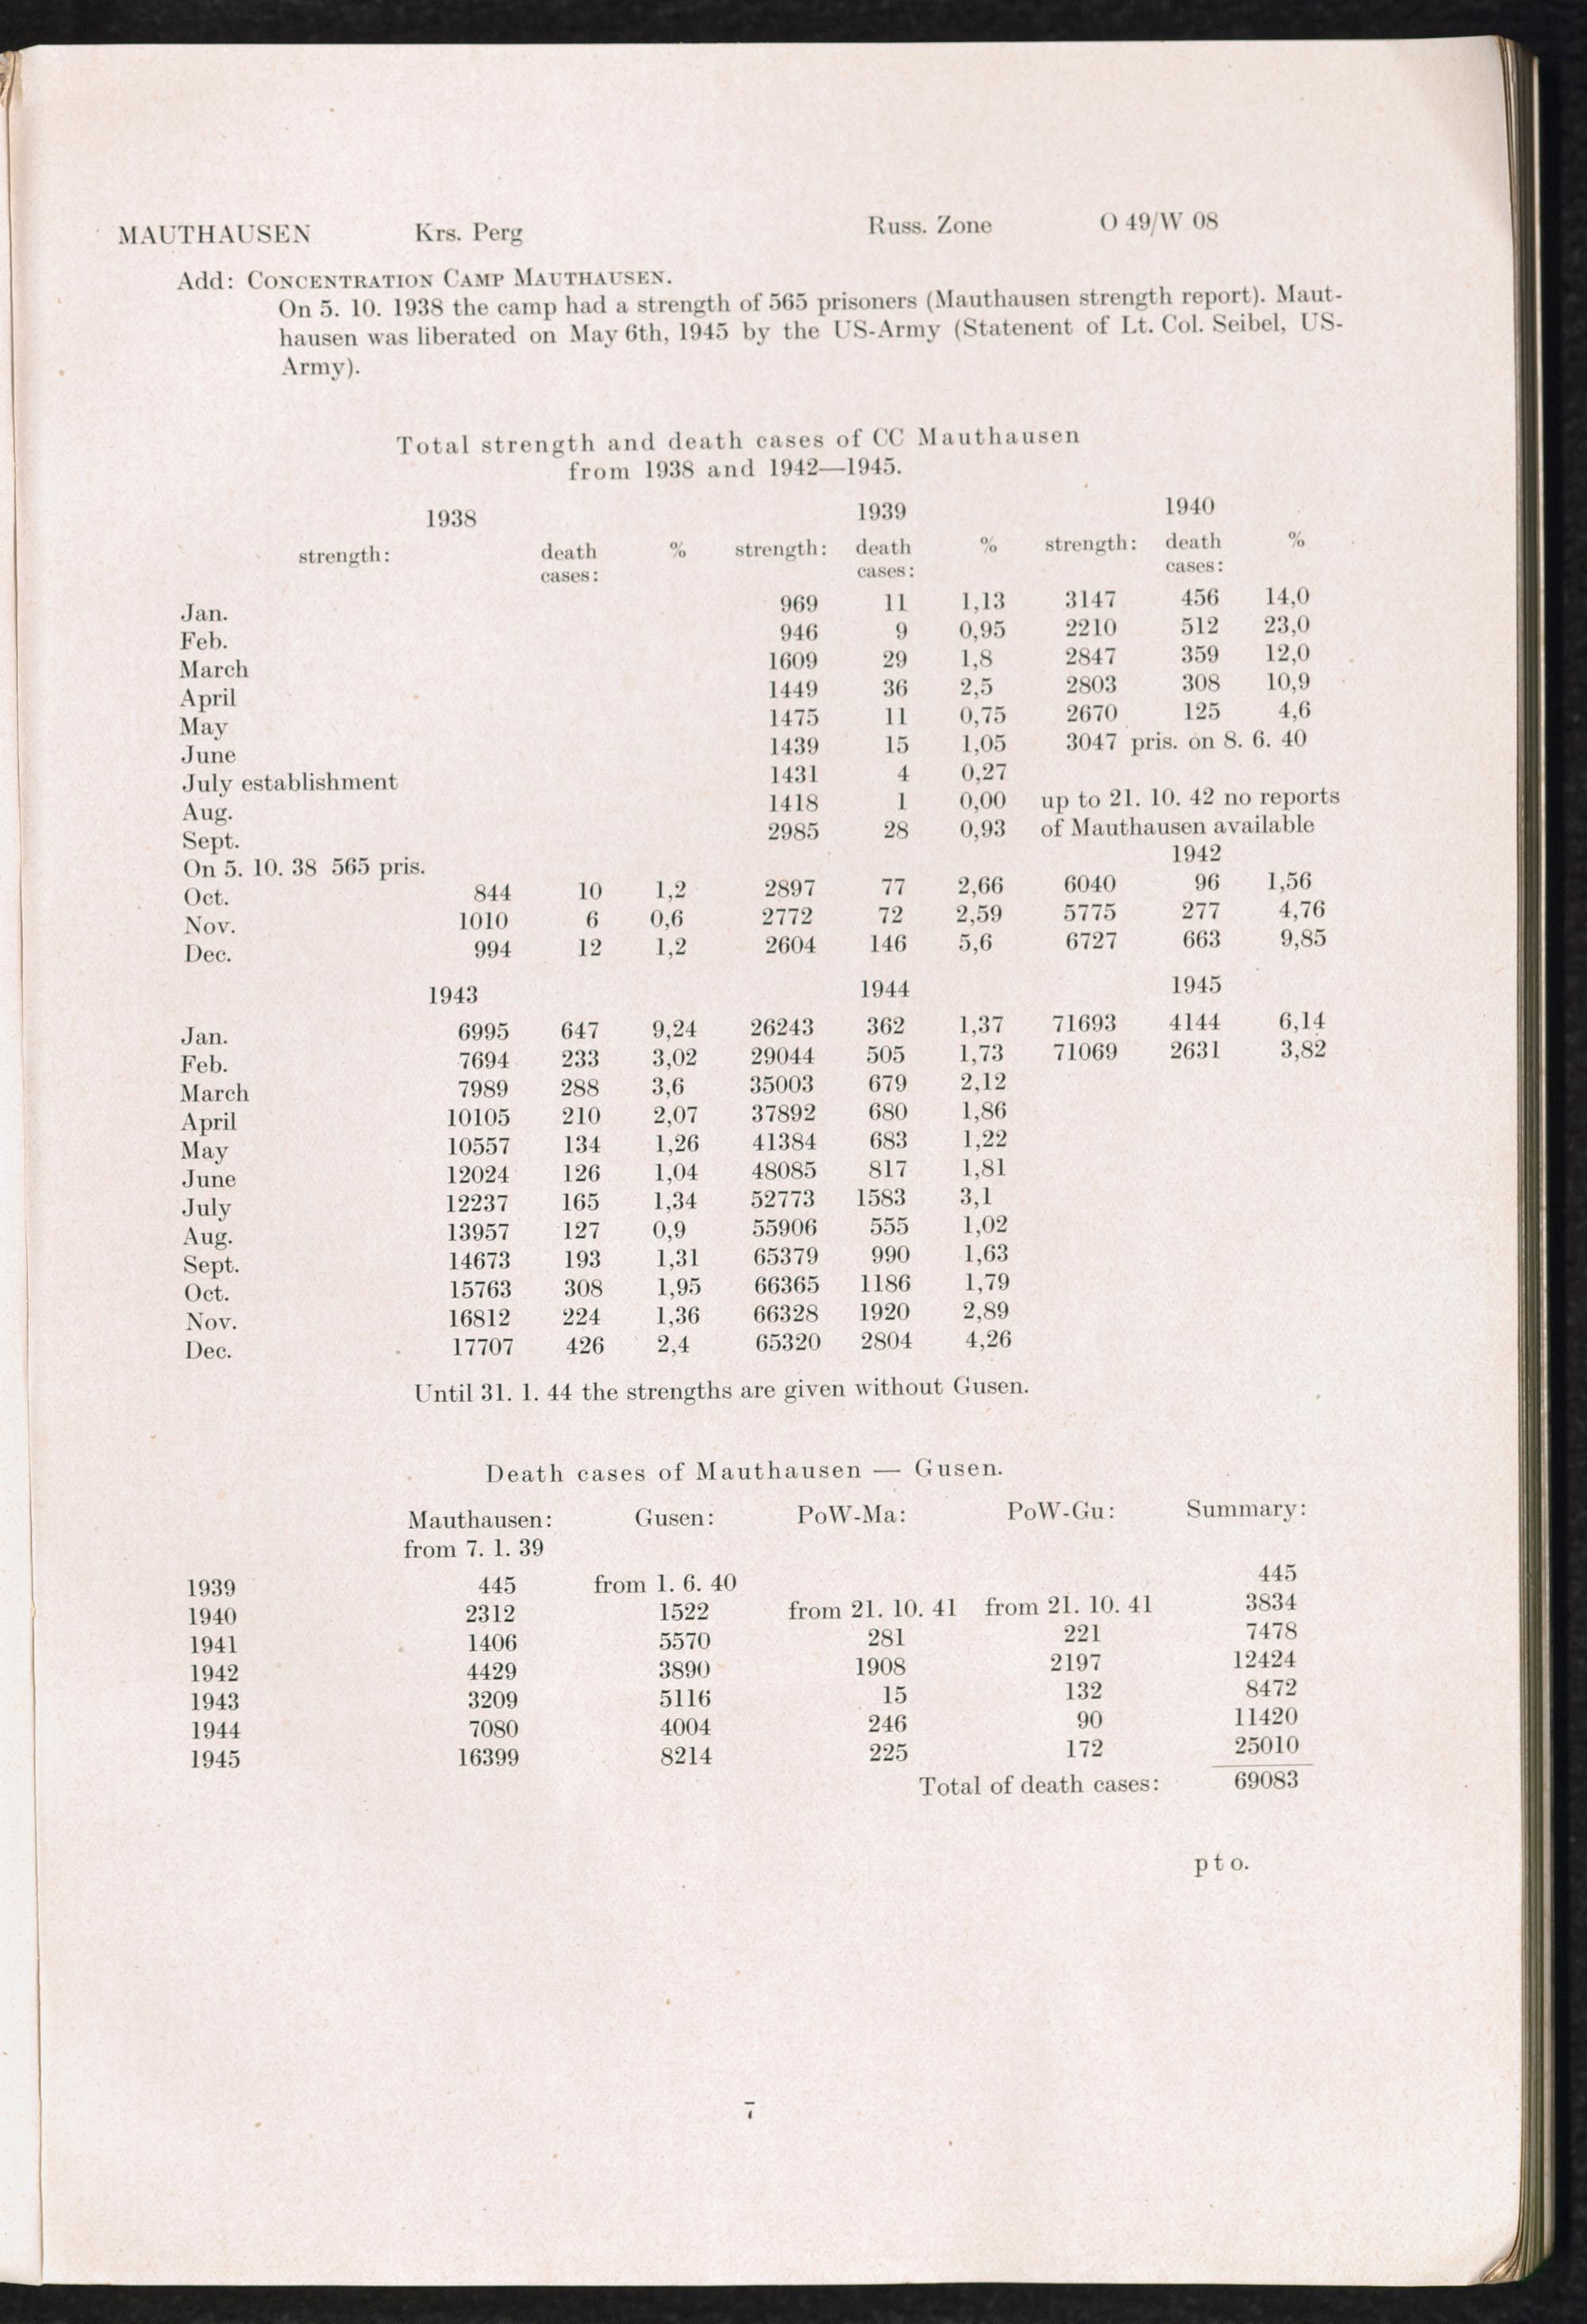 MAUTHAUSEN Krs. Perg Russ. Zone O 49/W 08
Add: CONCENTRATION CAMP MAUTHAUSEN.
On 5. 10. 1938 the camp had a strength of 565 prisoners (Mauthausen strength report). Maut-
hausen was liberated on May 6th, 1945 by the US-Army (Statenent of Lt. Col. Seibel, US-
Army).
Total strength and death cases of CC Mauthausen
from 1938 and 1942—1945.
1938 1939 1940
strength: death % strength: death % strength: death %
cases: cases: cases:
Jan. 969 11 1,13 3147 456 14,0
Feb. 946 9 0,95 2210 512 23,0
March 1609 29 1,8 2847 359 12,0
April 1449 36 2,5 2803 308 10,9
May 1475 11 0,75 2670 125 4,6
June 1439 15 1,05 3047 pris. on 8. 6. 40
July establishment 1431 4 0,27
Aug. 1418 1 0,00 up to 21. 10. 42 no reports
Sept. 2985 28 0,93 of Mauthausen available
On 5. 10. 38 565 pris. 1942
Oct. 844 10 1,2 2897 77 2,66 6040 96 1,56
Nov. 1010 6 0,6 2772 72 2,59 5775 277 4,76
Dec. 994 12 1,2 2604 146 5,6 6727 663 9,85
1943 1944 1945
Jan. 6995 647 9,24 26243 362 1,37 71693 4144 6,14
Feb. 7694 233 3,02 29044 505 1,73 71069 2631 3,82
March 7989 288 3,6 35003 679 2,12
April 10105 210 2,07 37892 680 1,86
May 10557 134 1,26 41384 683 1,22
June 12024 126 1,04 48085 817 1,81
July 12237 165 1,34 52773 1583 3,1
Aug. 13957 127 0,9 55906 555 1,02
Sept. 14673 193 1,31 65379 990 1,63
Oct. 15763 308 1,95 66365 1186 1,79
Nov. 16812 224 1,36 66328 1920 2,89
Dec. 17707 426 2,4 65320 2804 4,26
Until 31. 1. 44 the strengths are given without Gusen.
Death cases of Mauthausen — Gusen.
Mauthausen: Gusen: PoW-Ma: PoW-Gu: Summary:
from 7. 1. 39
1939 445 from 1. 6. 40 445
1940 2312 1522 from 21. 10. 41 from 21. 10. 41 3834
1941 1406 5570 281 221 7478
1942 4429 3890 1908 2197 12424
1943 3209 5116 15 132 8472
1944 7080 4004 246 90 11420
1945 16399 8214 225 172 25010
Total of death cases: 69083
pto.
7